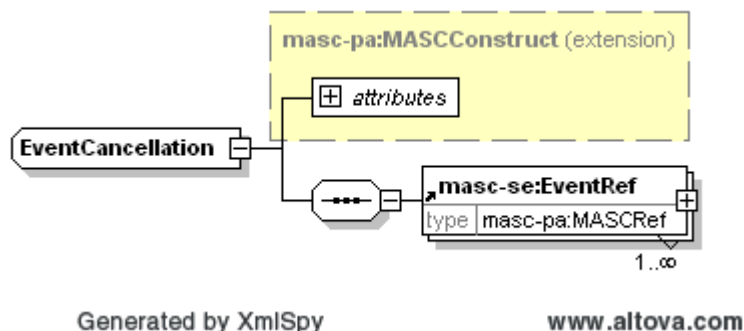 masc-pa:MASCConstruct (extension)
attributes
EventCancellation
masc-se:EventRef
type masc-pa:MASCRef
1..∞
Generated by XmlSpy www.altova.com